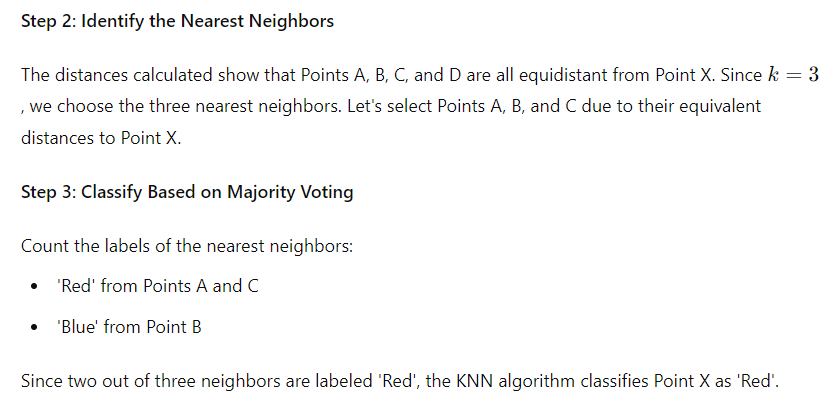 Step 2: Identify the Nearest Neighbors
The distances calculated show that Points A, B, C, and D are all equidistant from Point X. Since k = 3
, we choose the three nearest neighbors. Let's select Points A, B, and C due to their equivalent
distances to Point X.
Step 3: Classify Based on Majority Voting
Count the labels of the nearest neighbors:
• 'Red' from Points A and C
• 'Blue' from Point B
Since two out of three neighbors are labeled 'Red', the KNN algorithm classifies Point X as 'Red'.